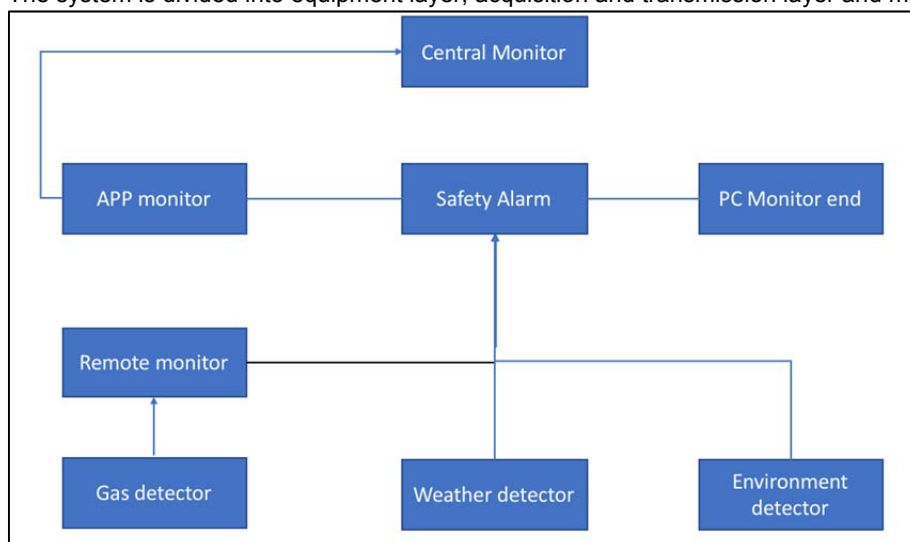 The system is divided into equipment layer, acquisition and transmission layer and m
Central Monitor
APP monitor
Safety Alarm
PC Monitor end
Remote monitor
Gas detector
Weather detector
Environment
detector